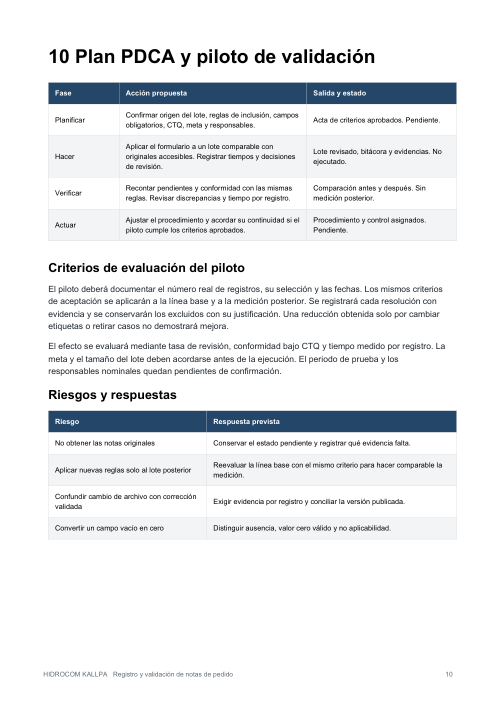 10 Plan PDCA y piloto de validación
Fase Acción propuesta Salida y estado
Planificar
Confirmar origen del lote, reglas de inclusión, campos
obligatorios, CTQ, meta y responsables.
Acta de criterios aprobados. Pendiente.
Hacer
Aplicar el formulario a un lote comparable con
originales accesibles. Registrar tiempos y decisiones
de revisión.
Lote revisado, bitácora y evidencias. No
ejecutado.
Verificar
Recontar pendientes y conformidad con las mismas
reglas. Revisar discrepancias y tiempo por registro.
Comparación antes y después. Sin
medición posterior.
Actuar
Ajustar el procedimiento y acordar su continuidad si el
piloto cumple los criterios aprobados.
Procedimiento y control asignados.
Pendiente.
Criterios de evaluación del piloto
El piloto deberá documentar el número real de registros, su selección y las fechas. Los mismos criterios
de aceptación se aplicarán a la línea base y a la medición posterior. Se registrará cada resolución con
evidencia y se conservarán los excluidos con su justificación. Una reducción obtenida solo por cambiar
etiquetas o retirar casos no demostrará mejora.
El efecto se evaluará mediante tasa de revisión, conformidad bajo CTQ y tiempo medido por registro. La
meta y el tamaño del lote deben acordarse antes de la ejecución. El periodo de prueba y los
responsables nominales quedan pendientes de confirmación.
Riesgos y respuestas
Riesgo Respuesta prevista
No obtener las notas originales Conservar el estado pendiente y registrar qué evidencia falta.
Aplicar nuevas reglas solo al lote posterior
Reevaluar la línea base con el mismo criterio para hacer comparable la
medición.
Confundir cambio de archivo con corrección
validada
Exigir evidencia por registro y conciliar la versión publicada.
Convertir un campo vacío en cero Distinguir ausencia, valor cero válido y no aplicabilidad.
HIDROCOM KALLPA Registro y validación de notas de pedido 10